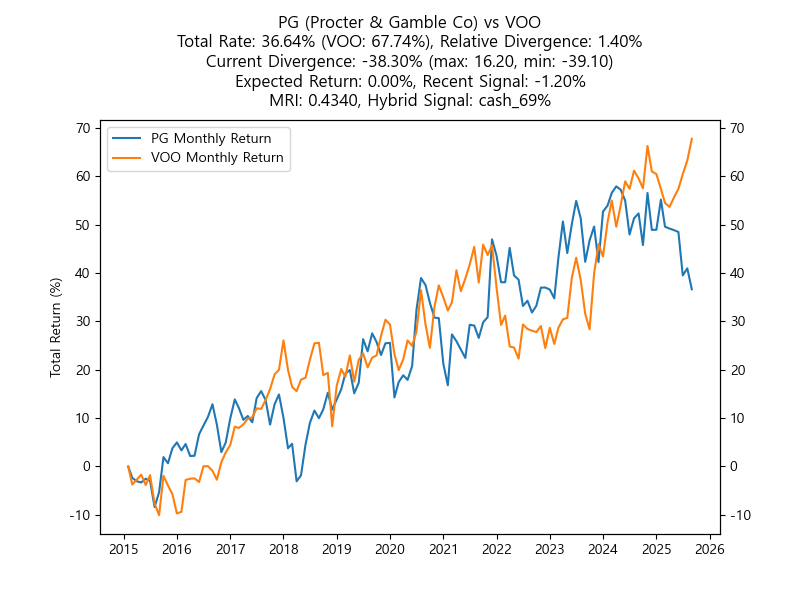 PG (Procter & Gamble Co) vs VOO
Total Rate: 36.64% (VOO: 67.74%), Relative Divergence: 1.40%
Current Divergence: -38.30% (max: 16.20, min: -39.10)
Expected Return: 0.00%, Recent Signal: -1.20%
MRI: 0.4340, Hybrid Signal: cash_69%
PG Monthly Return
VOO Monthly Return
Total Return (%)
70
60
50
40
30
20
10
0
-10
70
60
50
40
30
20
10
0
-10
2015 2016 2017 2018 2019 2020 2021 2022 2023 2024 2025 2026